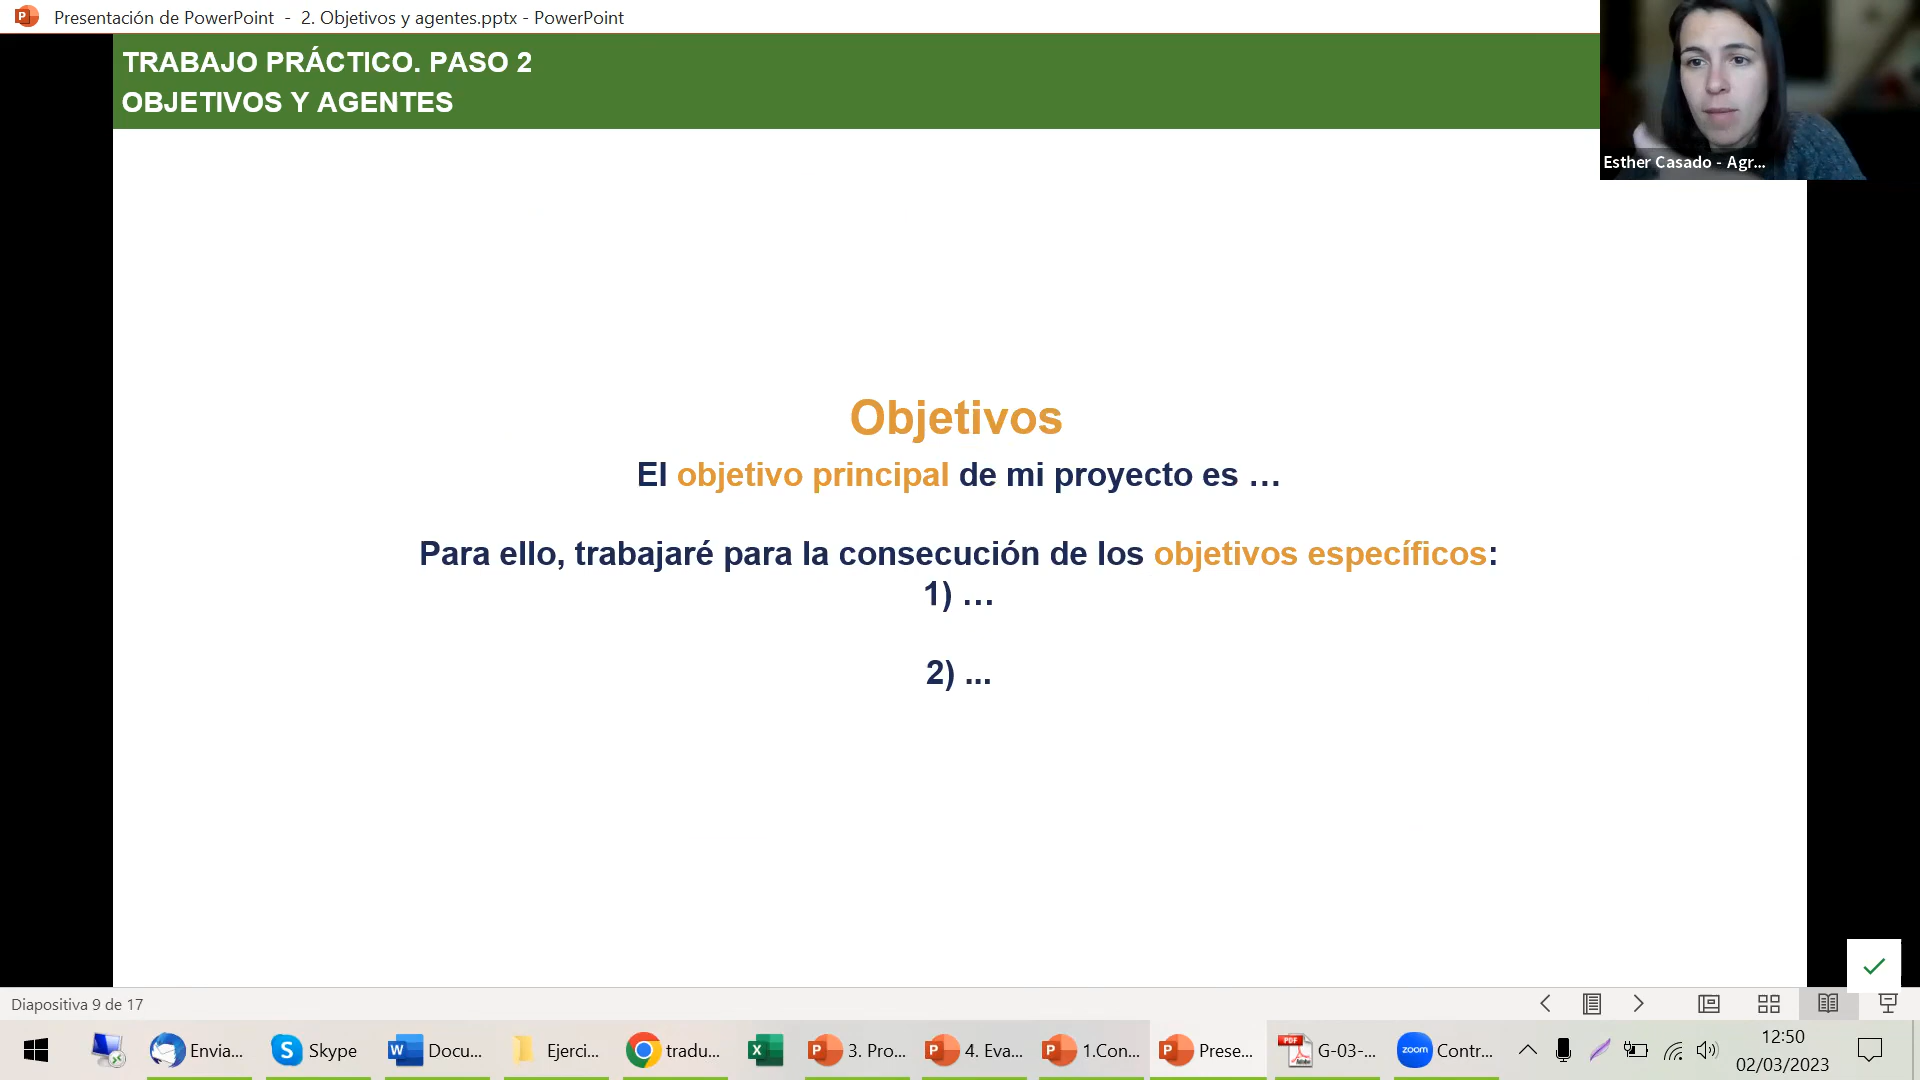 Presentación de PowerPoint - 2. Objetivos y agentes.pptx - PowerPoint
TRABAJO PRÁCTICO. PASO 2
OBJETIVOS Y AGENTES
Esther Casado - Agr...
Objetivos
El objetivo principal de mi proyecto es …
Para ello, trabajaré para la consecución de los objetivos específicos:
1) …
2) ...
Diapositiva 9 de 17
Envia...
Skype
Docu...
Ejerci...
tradu...
3. Pro...
4. Eva...
1.Con...
Prese...
PDF
G-03-...
zoom
Contr...
12:50
02/03/2023